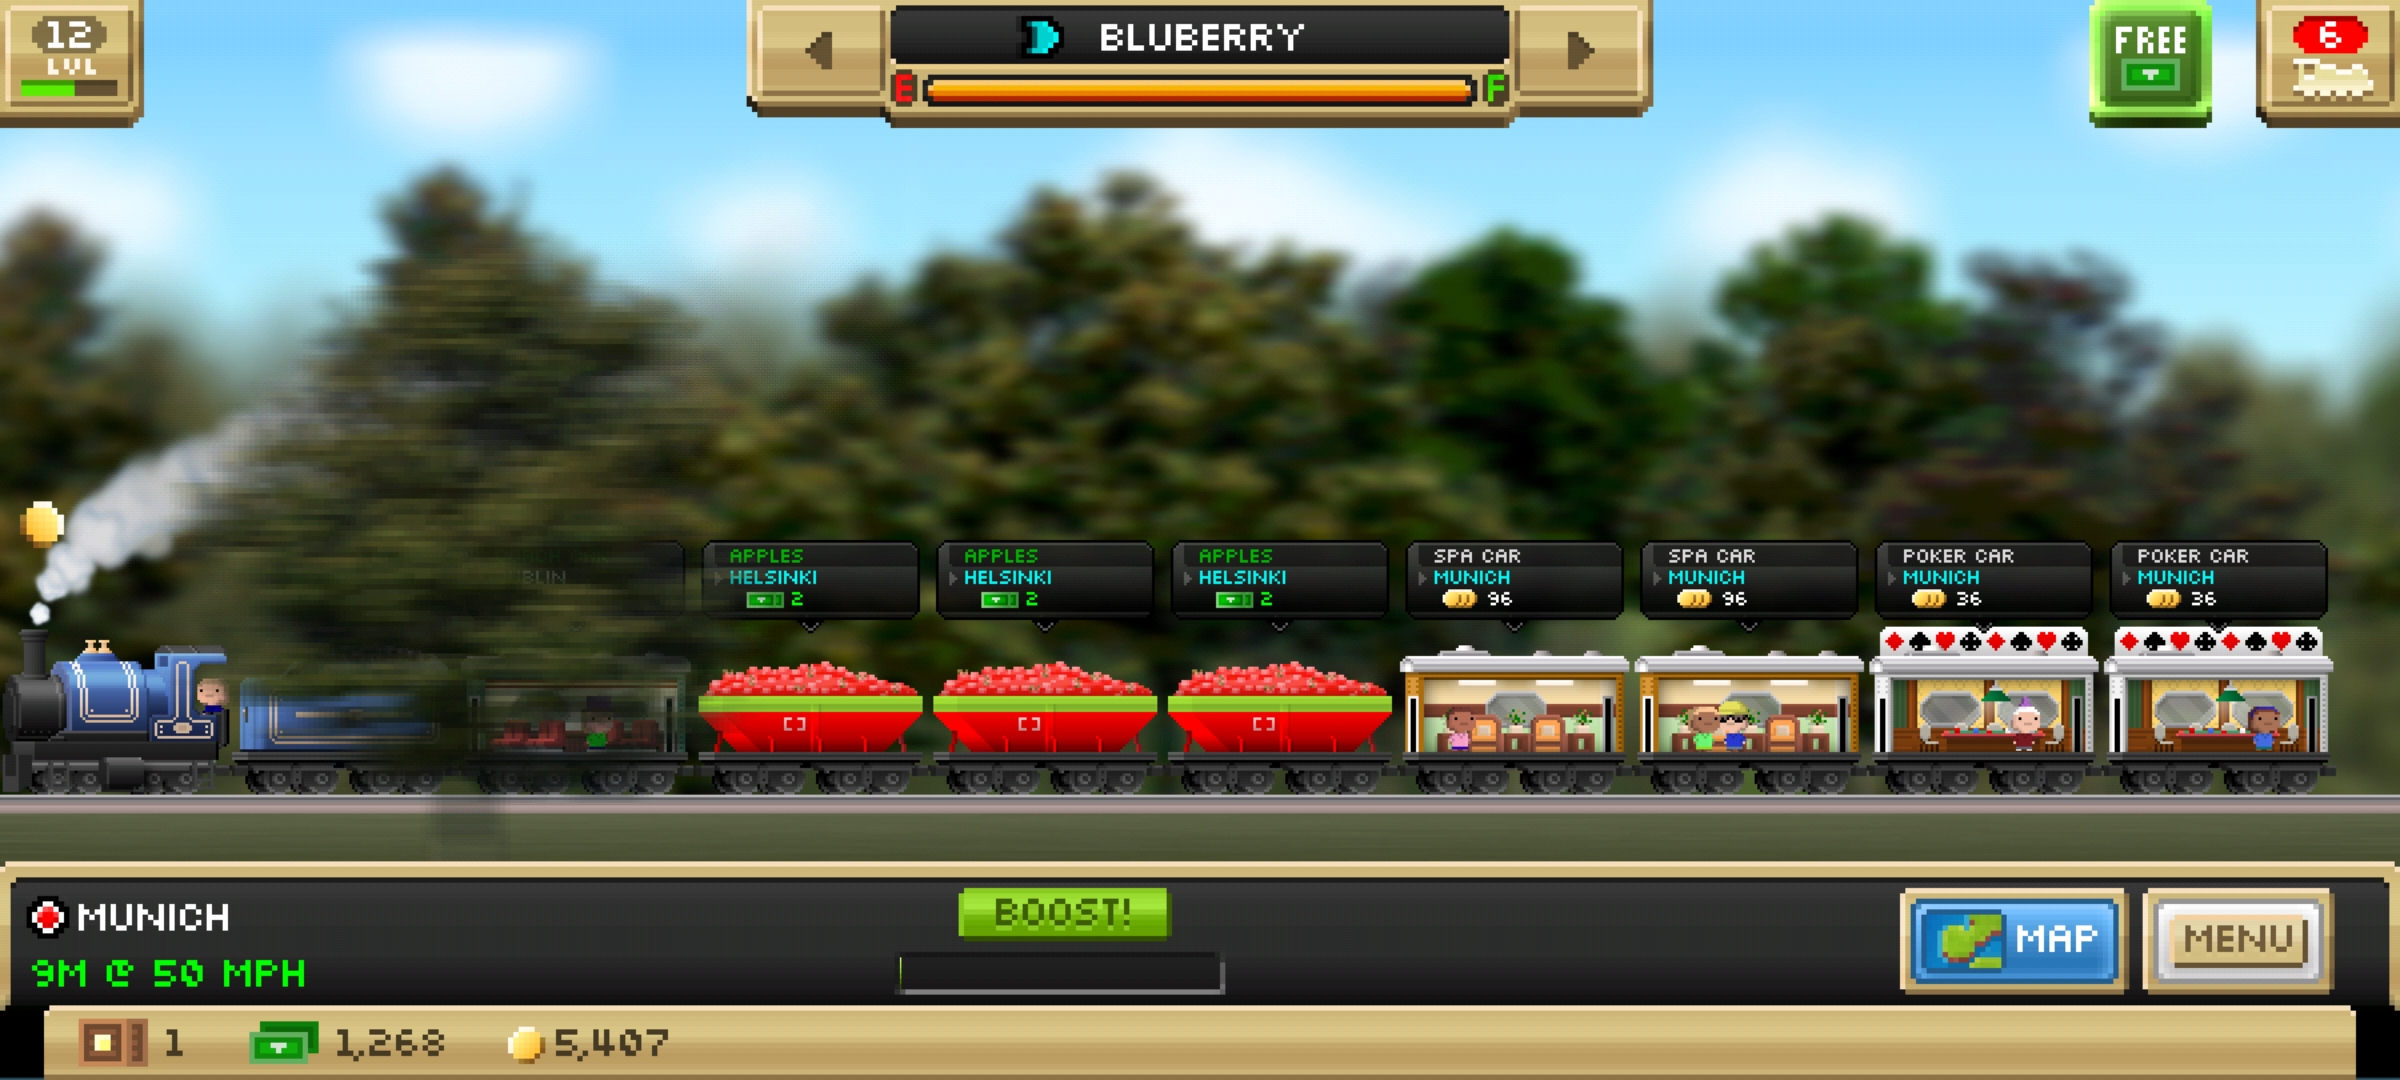 12
LVL
BLUBERRY
E
F
FREE
6
APPLES
HELSINKI
2
APPLES
HELSINKI
2
APPLES
HELSINKI
2
SPA CAR
MUNICH
96
SPA CAR
MUNICH
96
POKER CAR
MUNICH
36
POKER CAR
MUNICH
36
MUNICH
9M @ 50 MPH
BOOST!
MAP
MENU
1
1,268
5,407